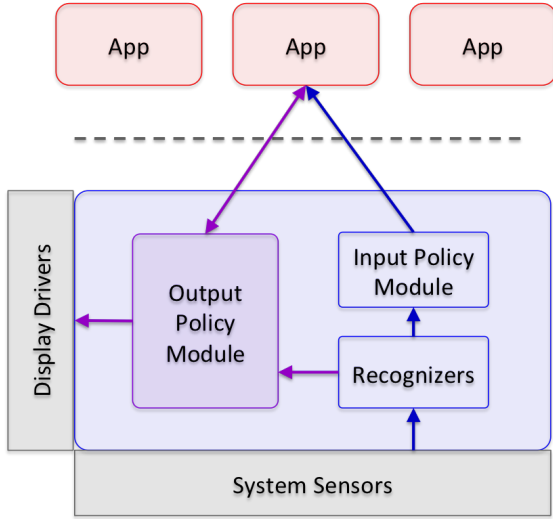 App
App
App
Display Drivers
Output
Policy
Module
Input Policy
Module
Recognizers
System Sensors